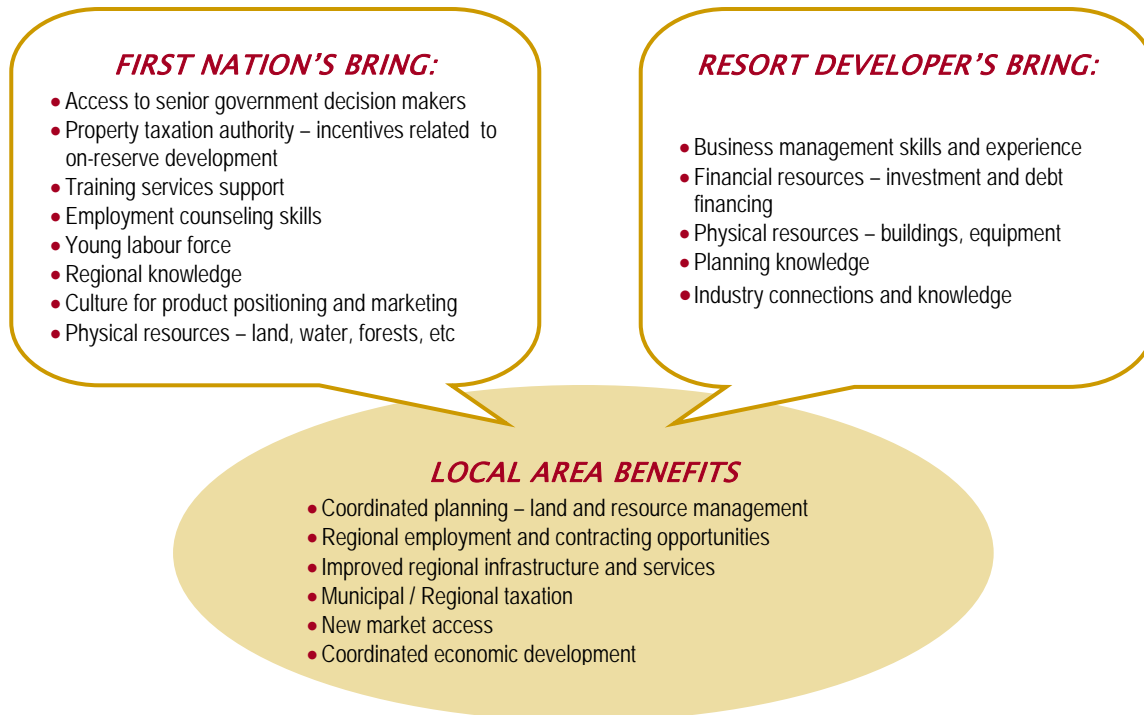 FIRST NATION'S BRING:
• Access to senior government decision makers
• Property taxation authority – incentives related to
on-reserve development
• Training services support
• Employment counseling skills
• Young labour force
• Regional knowledge
• Culture for product positioning and marketing
• Physical resources – land, water, forests, etc
RESORT DEVELOPER'S BRING:
• Business management skills and experience
• Financial resources – investment and debt
financing
• Physical resources – buildings, equipment
• Planning knowledge
• Industry connections and knowledge
LOCAL AREA BENEFITS
• Coordinated planning – land and resource management
• Regional employment and contracting opportunities
• Improved regional infrastructure and services
• Municipal / Regional taxation
• New market access
• Coordinated economic development